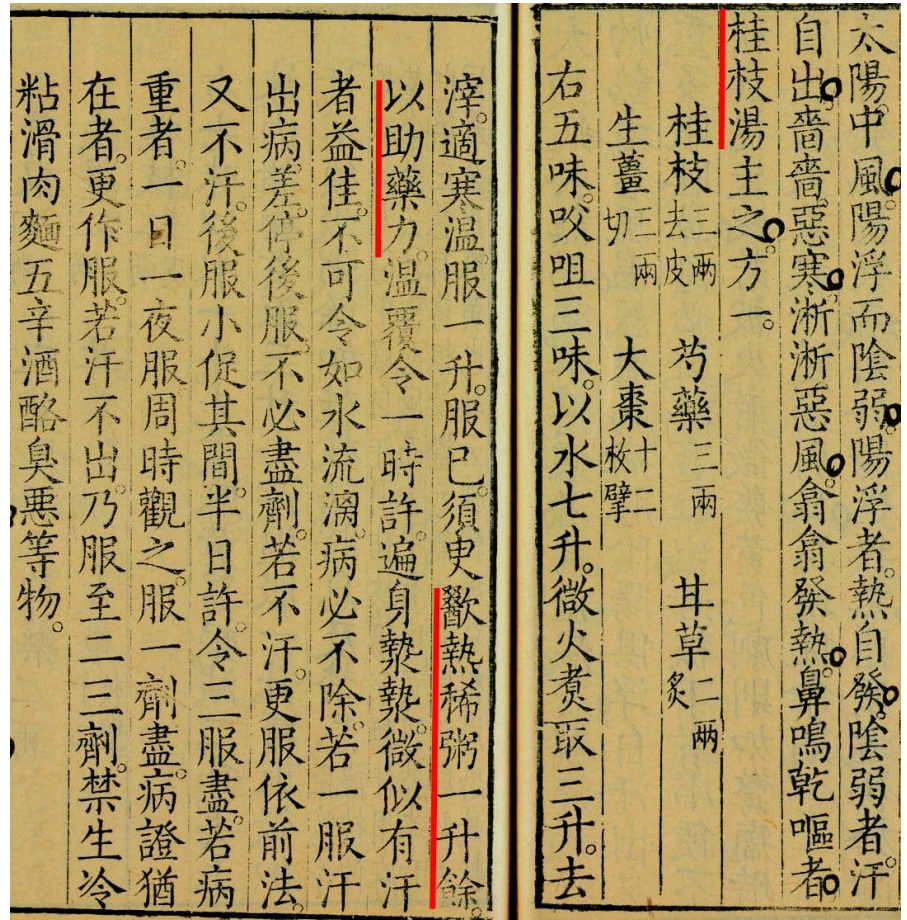 太陽中風。陽浮而陰弱。陽浮者。熱自發。陰弱者。汗
自出。嗇嗇惡寒。淅淅惡風。翕翕發熱。鼻鳴乾嘔者。
桂枝湯主之。方一。
桂枝三兩去皮 芍藥三兩 甘草二兩炙
生薑三兩切 大棗十二枚擘
右五味。㕮咀三味。以水七升。微火煮取三升。去
滓。適寒溫。服一升。服已。須臾歠熱稀粥一升餘。
以助藥力。溫覆令一時許。遍身漐漐。微似有汗
者益佳。不可令如水流漓。病必不除。若一服汗
出病差。停後服。不必盡劑。若不汗。更服依前法。
又不汗。後服小促其間。半日許。令三服盡。若病
重者。一日一夜服。周時觀之。服一劑盡。病證猶
在者。更作服。若汗不出。乃服至二三劑。禁生冷
粘滑肉麵五辛酒酪臭惡等物。